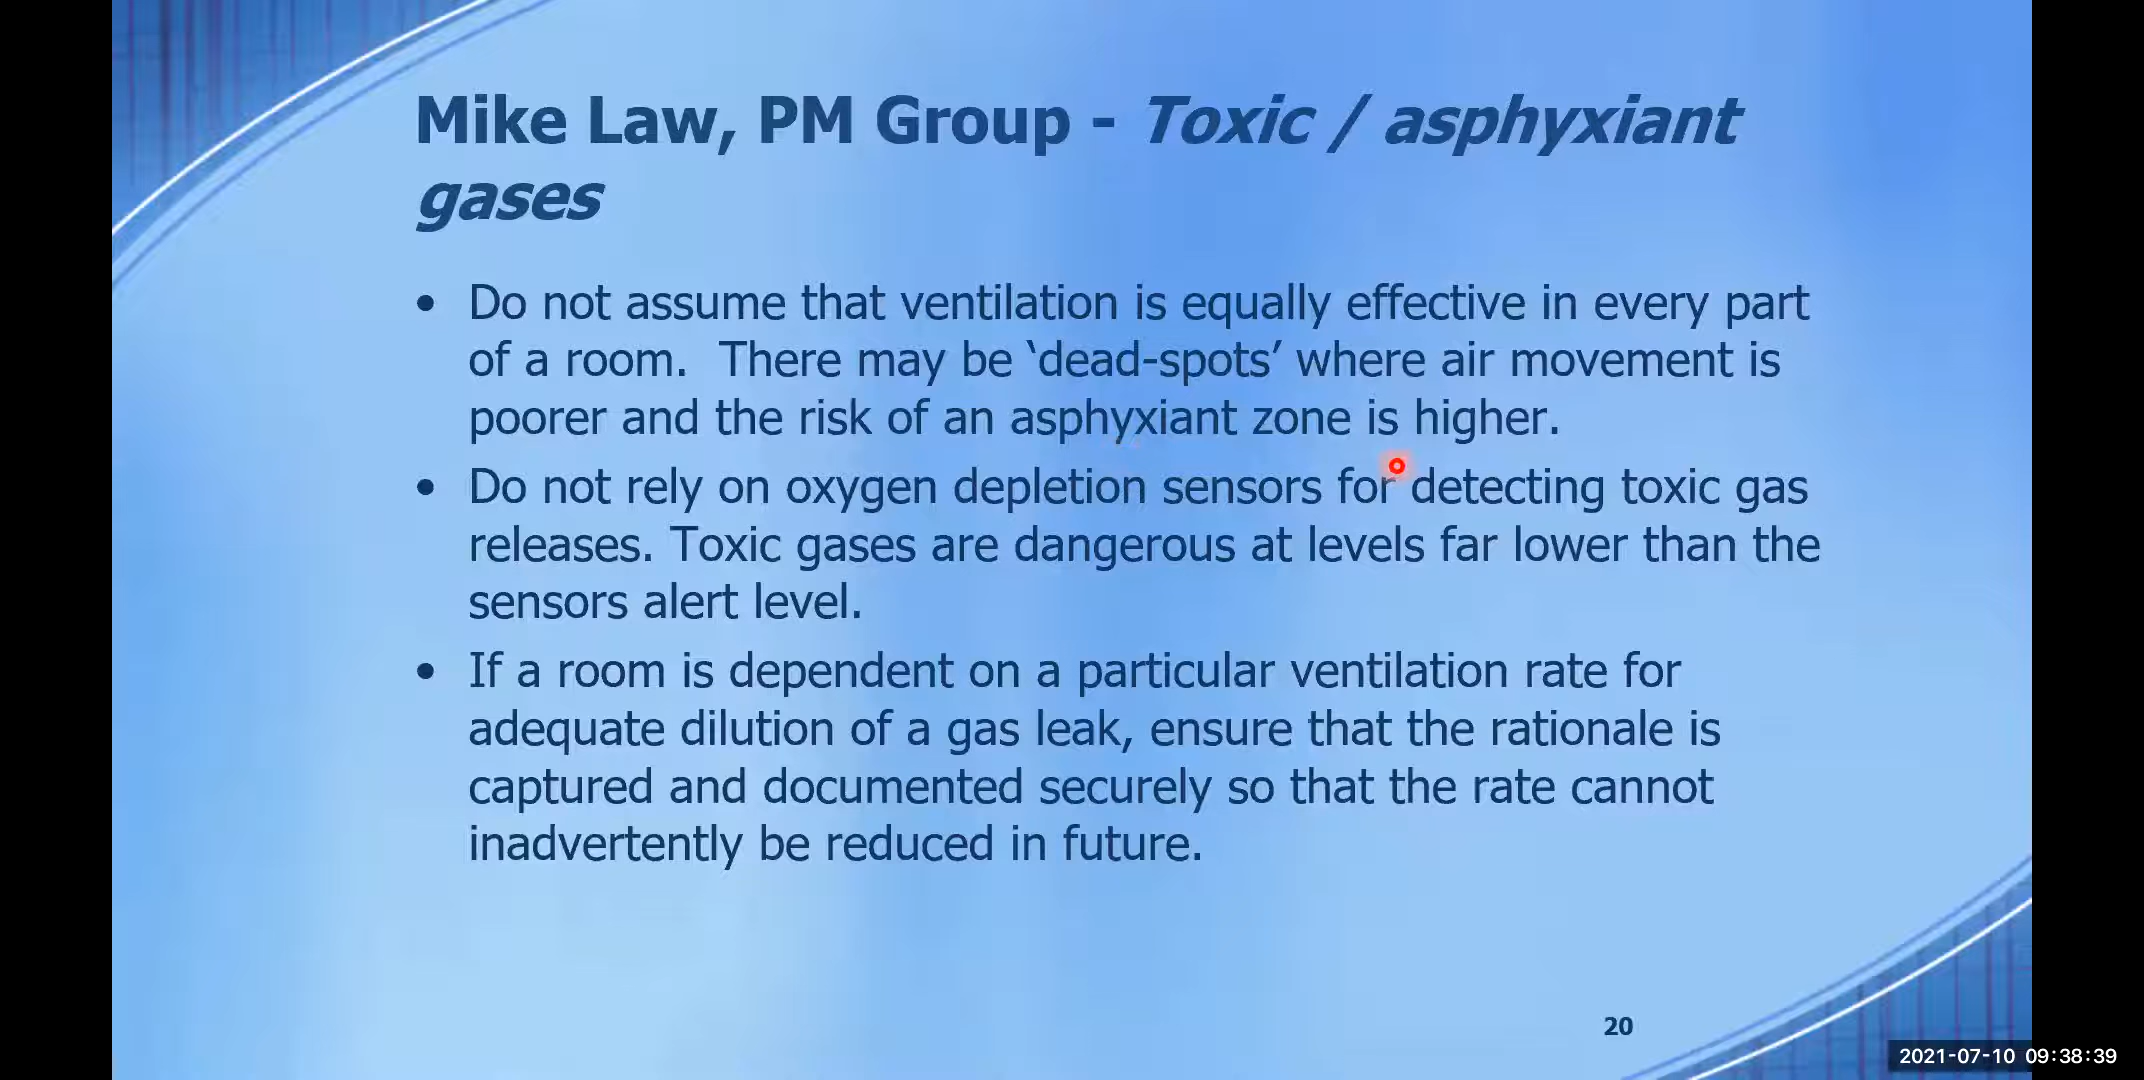 Mike Law, PM Group - Toxic / asphyxiant
gases
• Do not assume that ventilation is equally effective in every part
of a room.  There may be ‘dead-spots’ where air movement is
poorer and the risk of an asphyxiant zone is higher.
• Do not rely on oxygen depletion sensors for detecting toxic gas
releases. Toxic gases are dangerous at levels far lower than the
sensors alert level.
• If a room is dependent on a particular ventilation rate for
adequate dilution of a gas leak, ensure that the rationale is
captured and documented securely so that the rate cannot
inadvertently be reduced in future.
20
2021-07-10 09:38:39